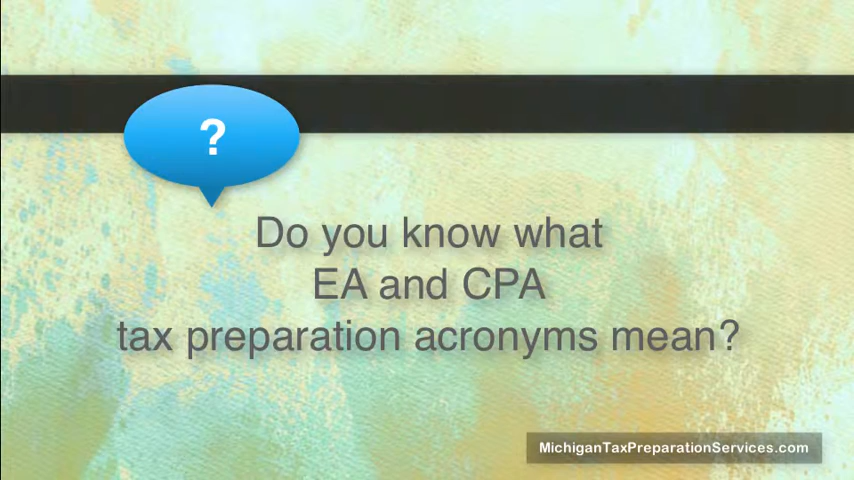 ?
Do you know what
EA and CPA
tax preparation acronyms mean?
MichiganTaxPreparationServices.com